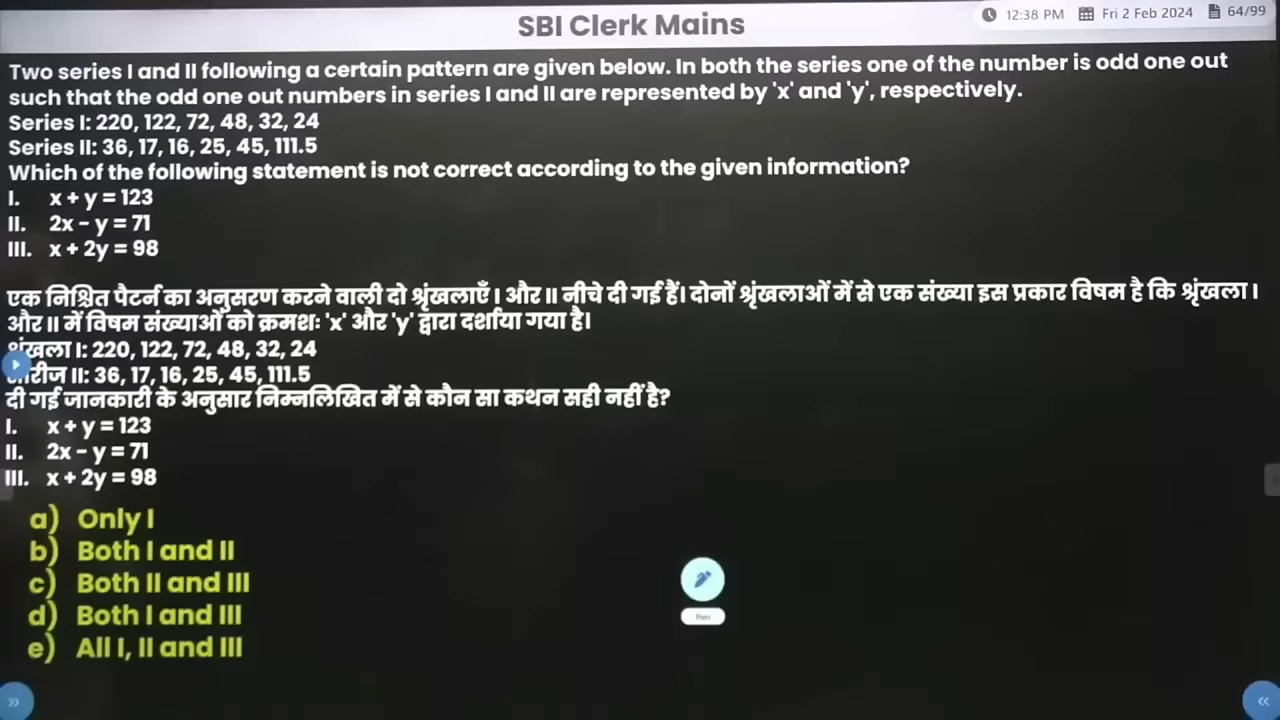 SBI Clerk Mains
12:38 PM Fri 2 Feb 2024 64/99
Two series I and II following a certain pattern are given below. In both the series one of the number is odd one out
such that the odd one out numbers in series I and II are represented by 'x' and 'y', respectively.
Series I: 220, 122, 72, 48, 32, 24
Series II: 36, 17, 16, 25, 45, 111.5
Which of the following statement is not correct according to the given information?
I. x + y = 123
II. 2x - y = 71
III. x + 2y = 98
एक निश्चित पैटर्न का अनुसरण करने वाली दो श्रृंखलाएँ I और II नीचे दी गई हैं। दोनों श्रृंखलाओं में से एक संख्या इस प्रकार विषम है कि श्रृंखला I
और II में विषम संख्याओं को क्रमशः 'x' और 'y' द्वारा दर्शाया गया है।
श्रृंखला I: 220, 122, 72, 48, 32, 24
II: 36, 17, 16, 25, 45, 111.5
दी गई जानकारी के अनुसार निम्नलिखित में से कौन सा कथन सही नहीं है?
I. x + y = 123
II. 2x - y = 71
III. x + 2y = 98
a) Only I
b) Both I and II
c) Both II and III
d) Both I and III
e) All I, II and III
Pen